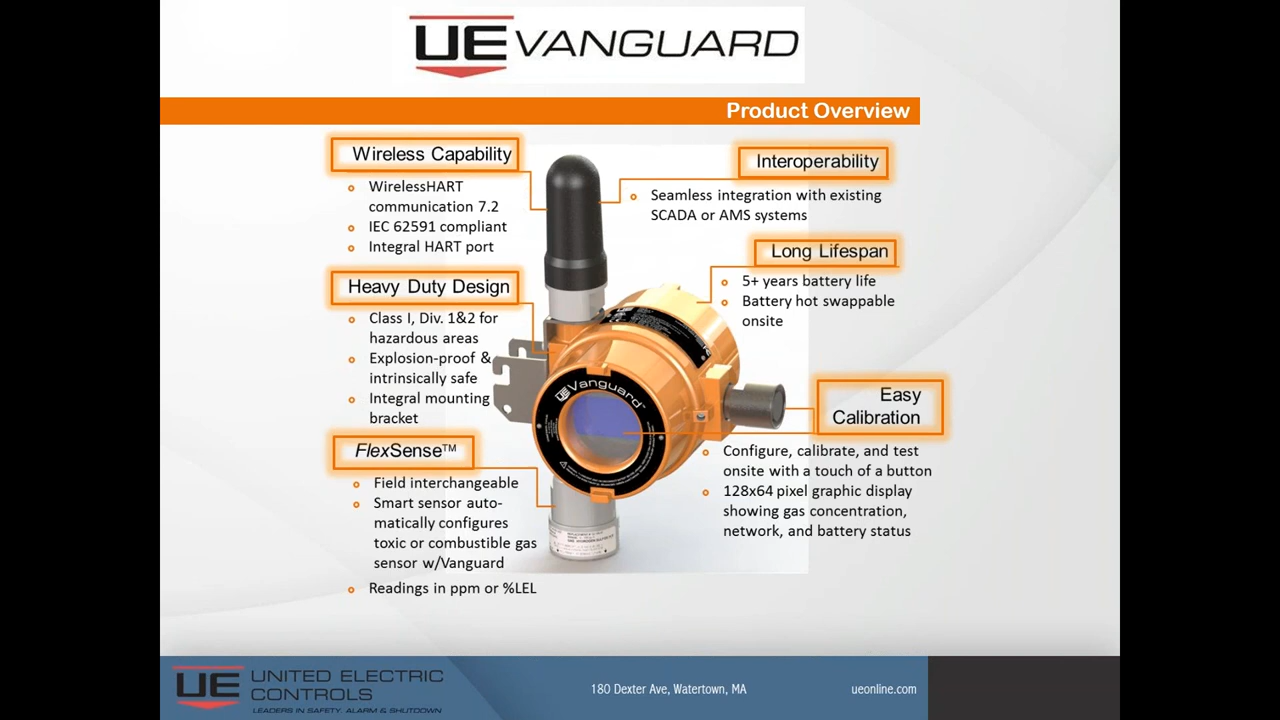 UE VANGUARD
Product Overview
Wireless Capability
WirelessHART
communication 7.2
IEC 62591 compliant
Integral HART port
Heavy Duty Design
Class I, Div. 1&2 for
hazardous areas
Explosion-proof &
intrinsically safe
Integral mounting
bracket
FlexSense™
Field interchangeable
Smart sensor auto-
matically configures
toxic or combustible gas
sensor w/Vanguard
Readings in ppm or %LEL
Interoperability
Seamless integration with existing
SCADA or AMS systems
Long Lifespan
5+ years battery life
Battery hot swappable
onsite
Easy
Calibration
Configure, calibrate, and test
onsite with a touch of a button
128x64 pixel graphic display
showing gas concentration,
network, and battery status
UE Vanguard™
UE UNITED ELECTRIC
CONTROLS
LEADERS IN SAFETY, ALARM & SHUTDOWN
180 Dexter Ave, Watertown, MA
ueonline.com